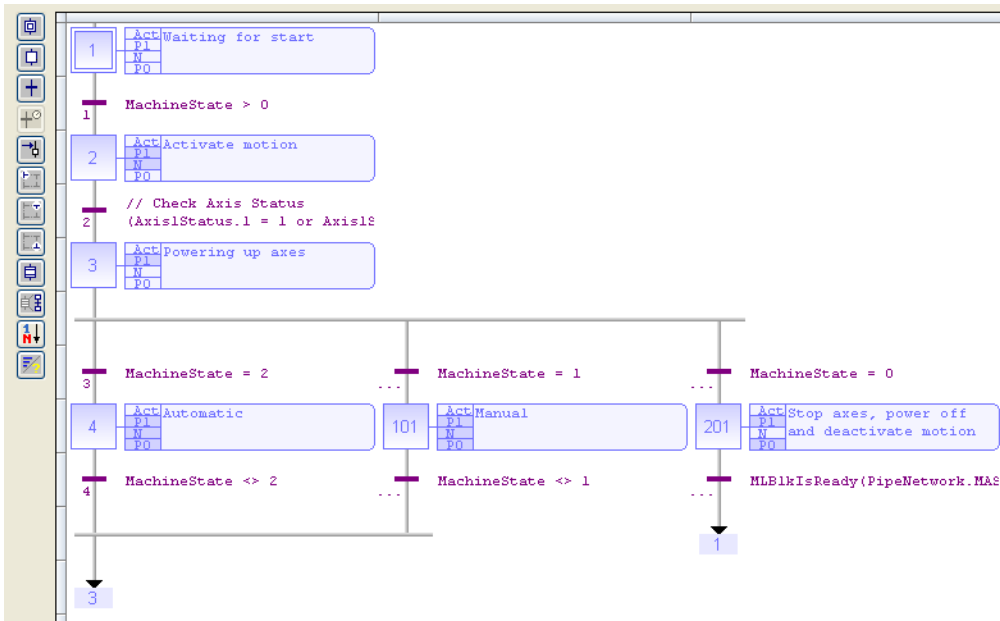 1
Act
P1
N
P0
Waiting for start
1
MachineState > 0
2
Act
P1
N
P0
Activate motion
2
// Check Axis Status
(Axis1Status.1 = 1 or Axis1S
3
Act
P1
N
P0
Powering up axes
3
MachineState = 2
...
MachineState = 1
...
MachineState = 0
4
Act
P1
N
P0
Automatic
101
Act
P1
N
P0
Manual
201
Act
P1
N
P0
Stop axes, power off
and deactivate motion
4
MachineState <> 2
...
MachineState <> 1
...
MLBlkIsReady(PipeNetwork.MAS
1
3